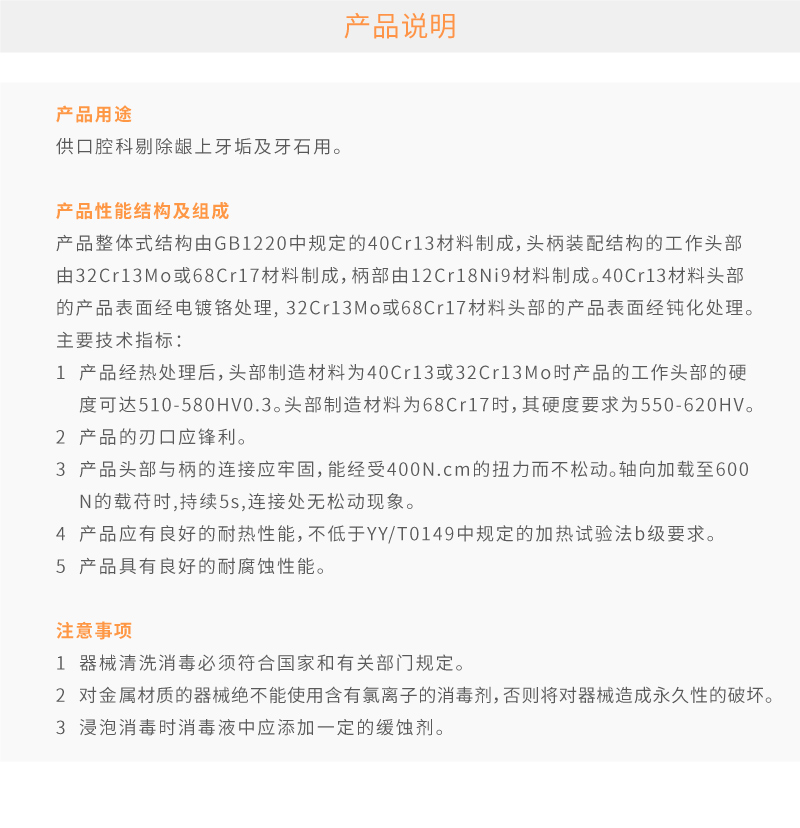 产品说明
产品用途
供口腔科剔除龈上牙垢及牙石用。
产品性能结构及组成
产品整体式结构由GB1220中规定的40Cr13材料制成，头柄装配结构的工作头部
由32Cr13Mo或68Cr17材料制成，柄部由12Cr18Ni9材料制成。40Cr13材料头部
的产品表面经电镀铬处理, 32Cr13Mo或68Cr17材料头部的产品表面经钝化处理。
主要技术指标：
1 产品经热处理后，头部制造材料为40Cr13或32Cr13Mo时产品的工作头部的硬
度可达510-580HV0.3。头部制造材料为68Cr17时，其硬度要求为550-620HV。
2 产品的刃口应锋利。
3 产品头部与柄的连接应牢固，能经受400N.cm的扭力而不松动。轴向加载至600
N的载苻时,持续5s,连接处无松动现象。
4 产品应有良好的耐热性能，不低于YY/T0149中规定的加热试验法b级要求。
5 产品具有良好的耐腐蚀性能。
注意事项
1 器械清洗消毒必须符合国家和有关部门规定。
2 对金属材质的器械绝不能使用含有氯离子的消毒剂，否则将对器械造成永久性的破坏。
3 浸泡消毒时消毒液中应添加一定的缓蚀剂。